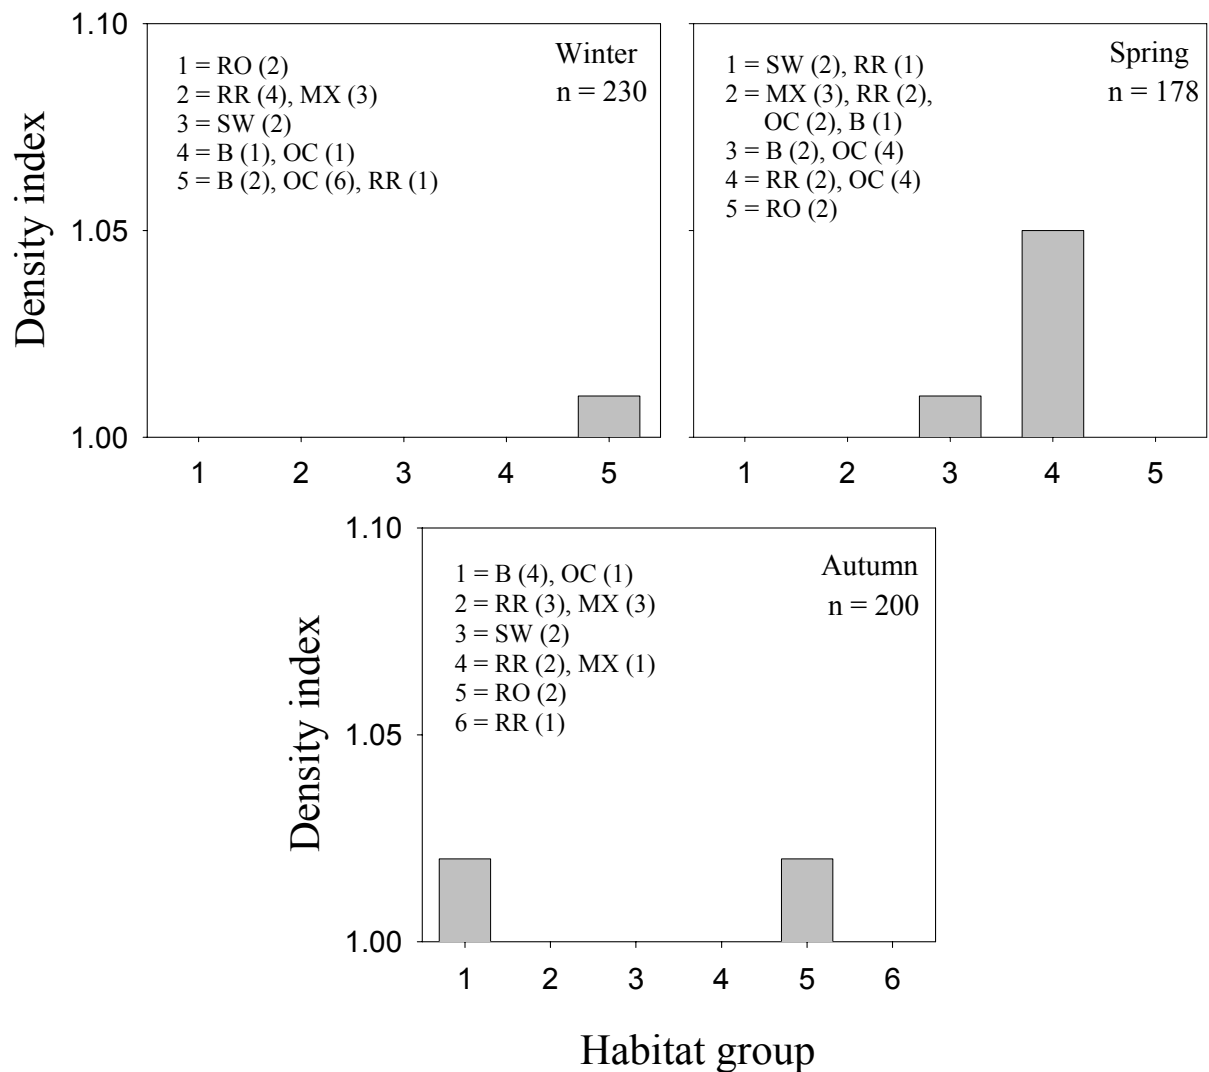 Density index
1.10
1.05
1.00
1 = RO (2)
2 = RR (4), MX (3)
3 = SW (2)
4 = B (1), OC (1)
5 = B (2), OC (6), RR (1)
Winter
n = 230
1 2 3 4 5
1 = SW (2), RR (1)
2 = MX (3), RR (2),
OC (2), B (1)
3 = B (2), OC (4)
4 = RR (2), OC (4)
5 = RO (2)
Spring
n = 178
1 2 3 4 5
Density index
1.10
1.05
1.00
1 = B (4), OC (1)
2 = RR (3), MX (3)
3 = SW (2)
4 = RR (2), MX (1)
5 = RO (2)
6 = RR (1)
Autumn
n = 200
1 2 3 4 5 6
Habitat group